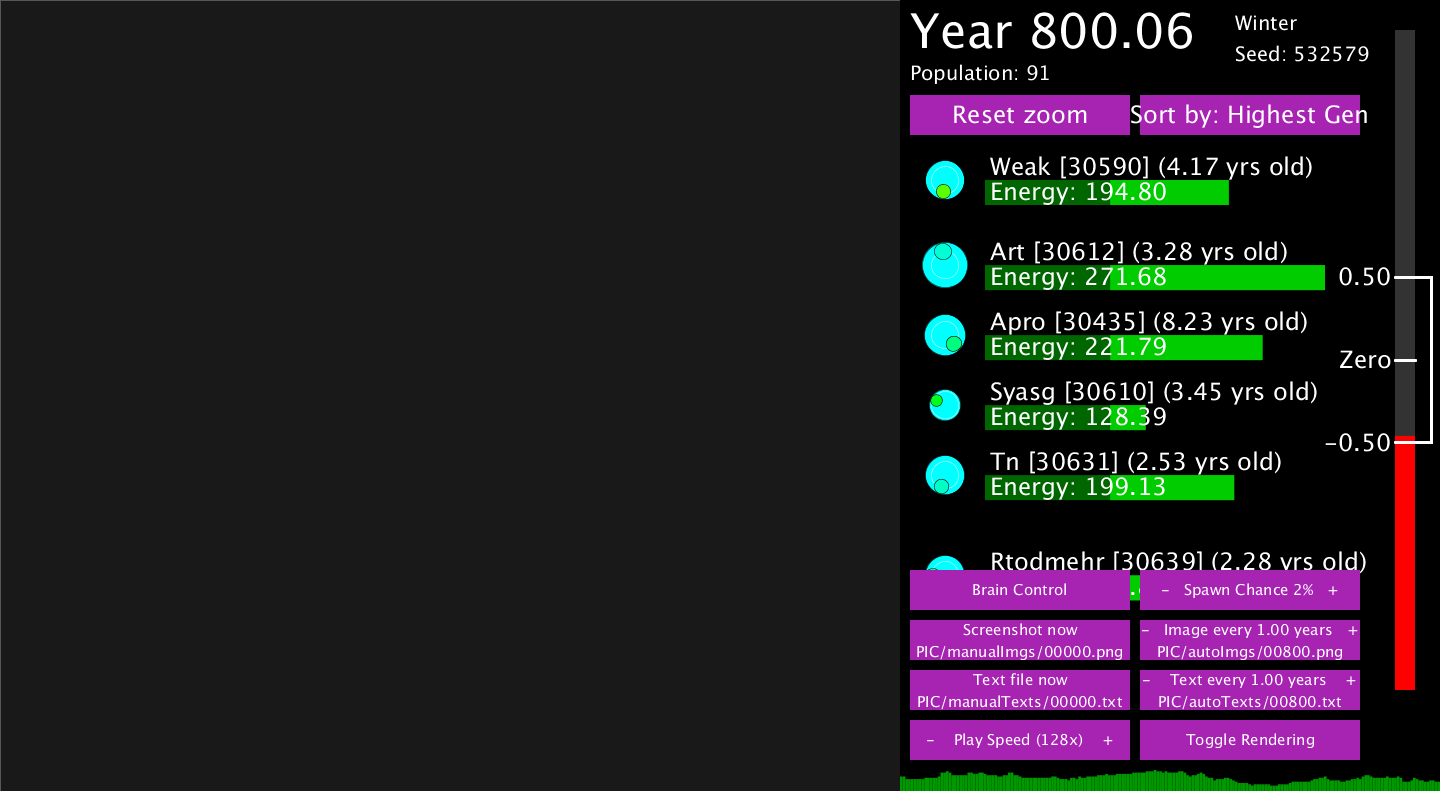 Year 800.06
Winter
Seed: 532579
Population: 91
Reset zoom
Sort by: Highest Gen
Weak [30590] (4.17 yrs old)
Energy: 194.80
Art [30612] (3.28 yrs old)
Energy: 271.68
Apro [30435] (8.23 yrs old)
Energy: 221.79
Syasg [30610] (3.45 yrs old)
Energy: 128.39
Tn [30631] (2.53 yrs old)
Energy: 199.13
Rtodmehr [30639] (2.28 yrs old)
0.50
Zero
-0.50
Brain Control
- Spawn Chance 2% +
Screenshot now
PIC/manualImgs/00000.png
- Image every 1.00 years +
PIC/autoImgs/00800.png
Text file now
PIC/manualTexts/00000.txt
- Text every 1.00 years +
PIC/autoTexts/00800.txt
- Play Speed (128x) +
Toggle Rendering